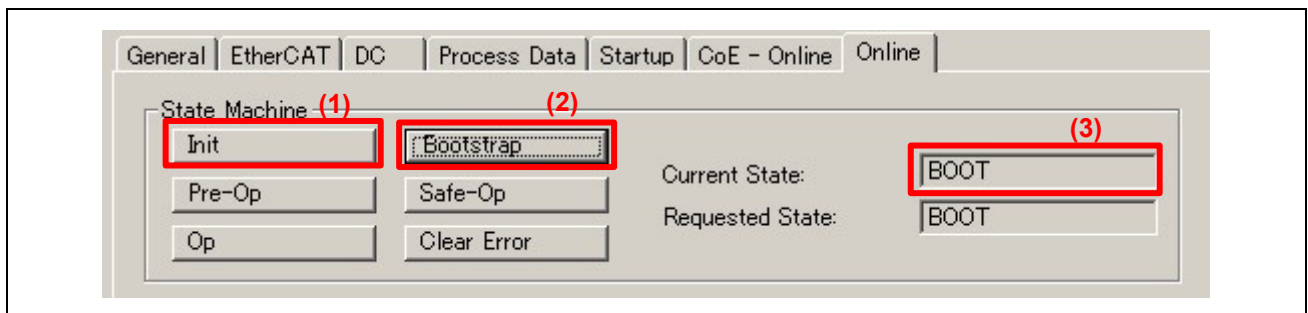 General EtherCAT DC Process Data Startup CoE - Online Online
State Machine (1) (2)
Init Bootstrap (3)
Current State: BOOT
Pre-Op Safe-Op
Requested State: BOOT
Op Clear Error